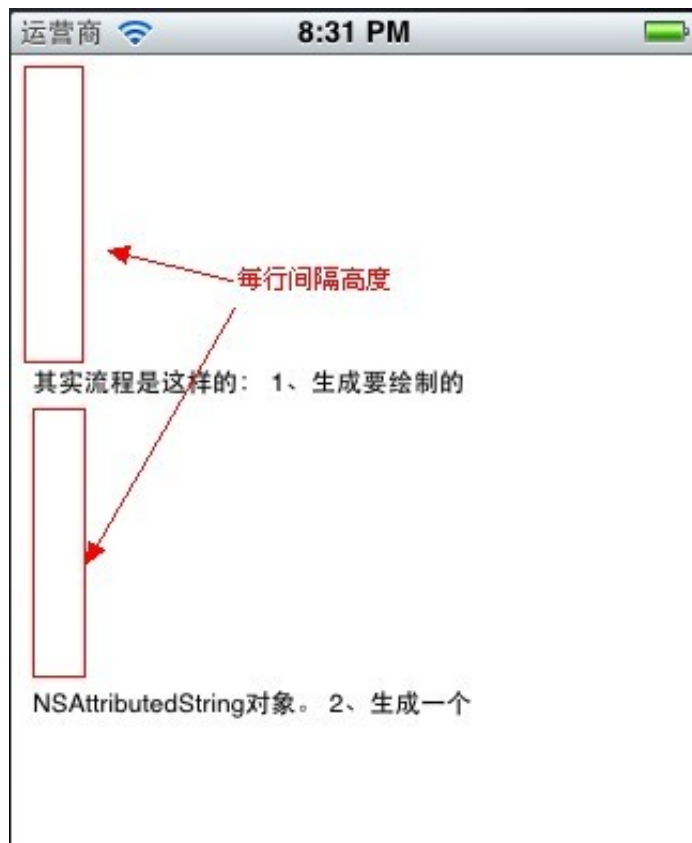 运营商 8:31 PM
每行间隔高度
其实流程是这样的： 1、生成要绘制的
NSAttributedString对象。 2、生成一个